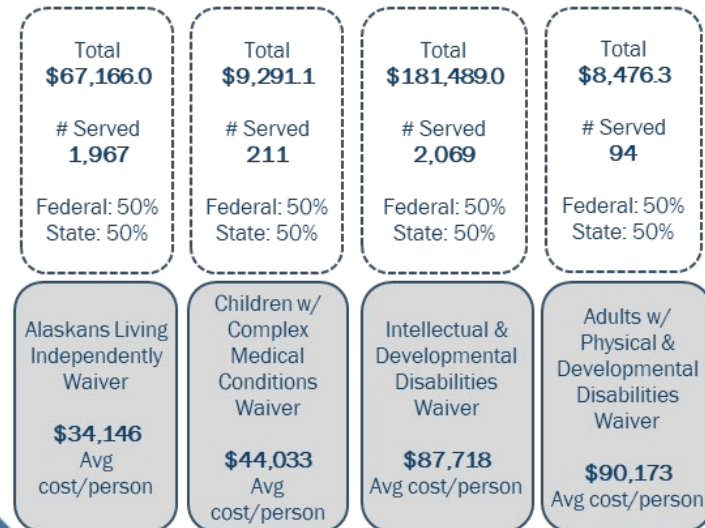 Total
$67,166.0
# Served
1,967
Federal: 50%
State: 50%
Alaskans Living
Independently
Waiver
$34,146
Avg
cost/person
Total
$9,291.1
# Served
211
Federal: 50%
State: 50%
Children w/
Complex
Medical
Conditions
Waiver
$44,033
Avg
cost/person
Total
$181,489.0
# Served
2,069
Federal: 50%
State: 50%
Intellectual &
Developmental
Disabilities
Waiver
$87,718
Avg cost/person
Total
$8,476.3
# Served
94
Federal: 50%
State: 50%
Adults w/
Physical &
Developmental
Disabilities
Waiver
$90,173
Avg cost/person